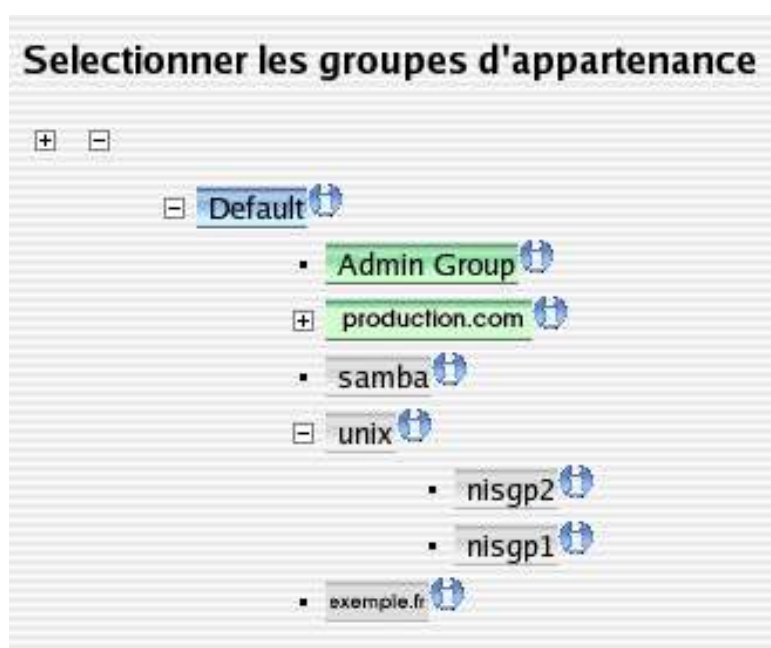 Selectionner les groupes d'appartenance
Default
Admin Group
production.com
samba
unix
nisgp2
nisgp1
exemple.fr